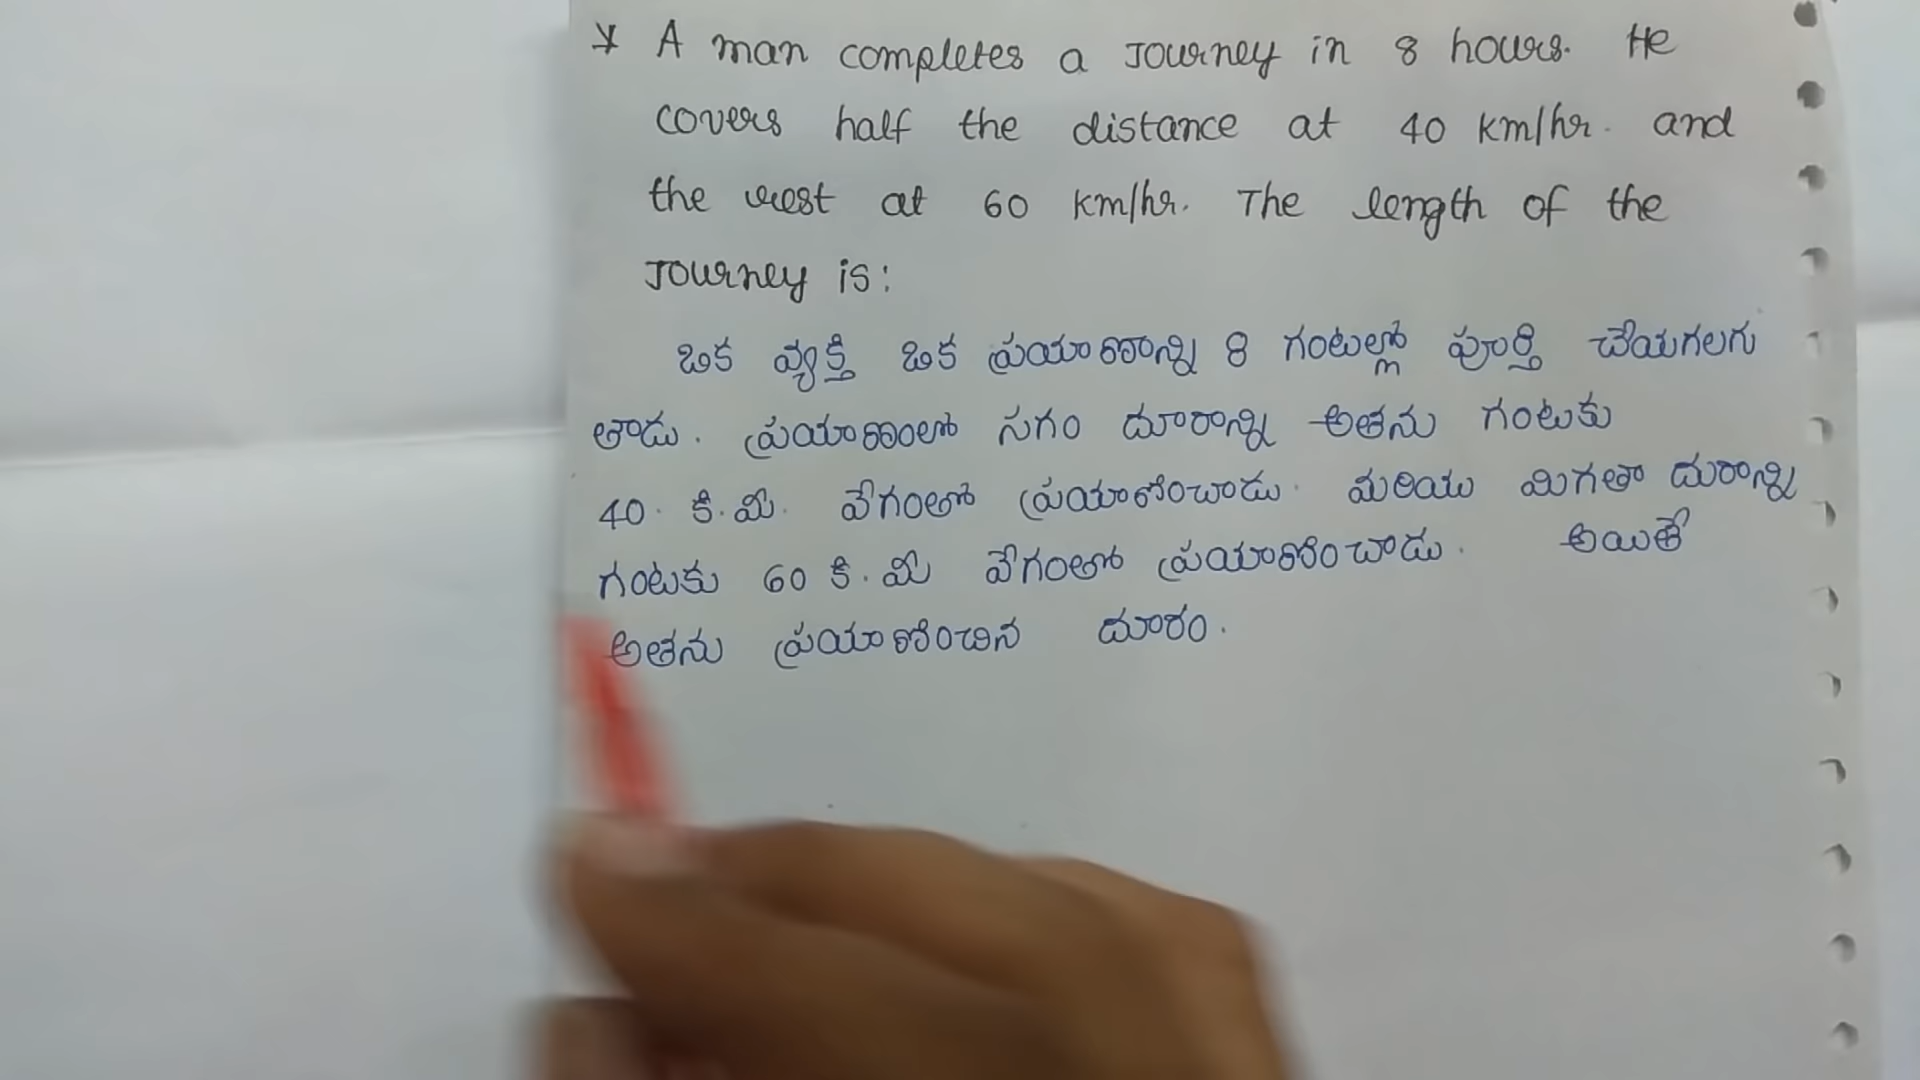 * A man completes a Journey in 8 hours. He
covers half the distance at 40 km/hr. and
the rest at 60 km/hr. The length of the
Journey is:
ఒక వ్యక్తి ఒక ప్రయాణాన్ని 8 గంటల్లో పూర్తి చేయగలగు
తాడు. ప్రయాణంలో సగం దూరాన్ని అతను గంటకు
40. కి.మీ. వేగంతో ప్రయాణించాడు. మరియు మిగతా దురాన్ని
గంటకు 60 కి.మీ వేగంతో ప్రయాణించాడు. అయితే
అతను ప్రయాణించిన దూరం.